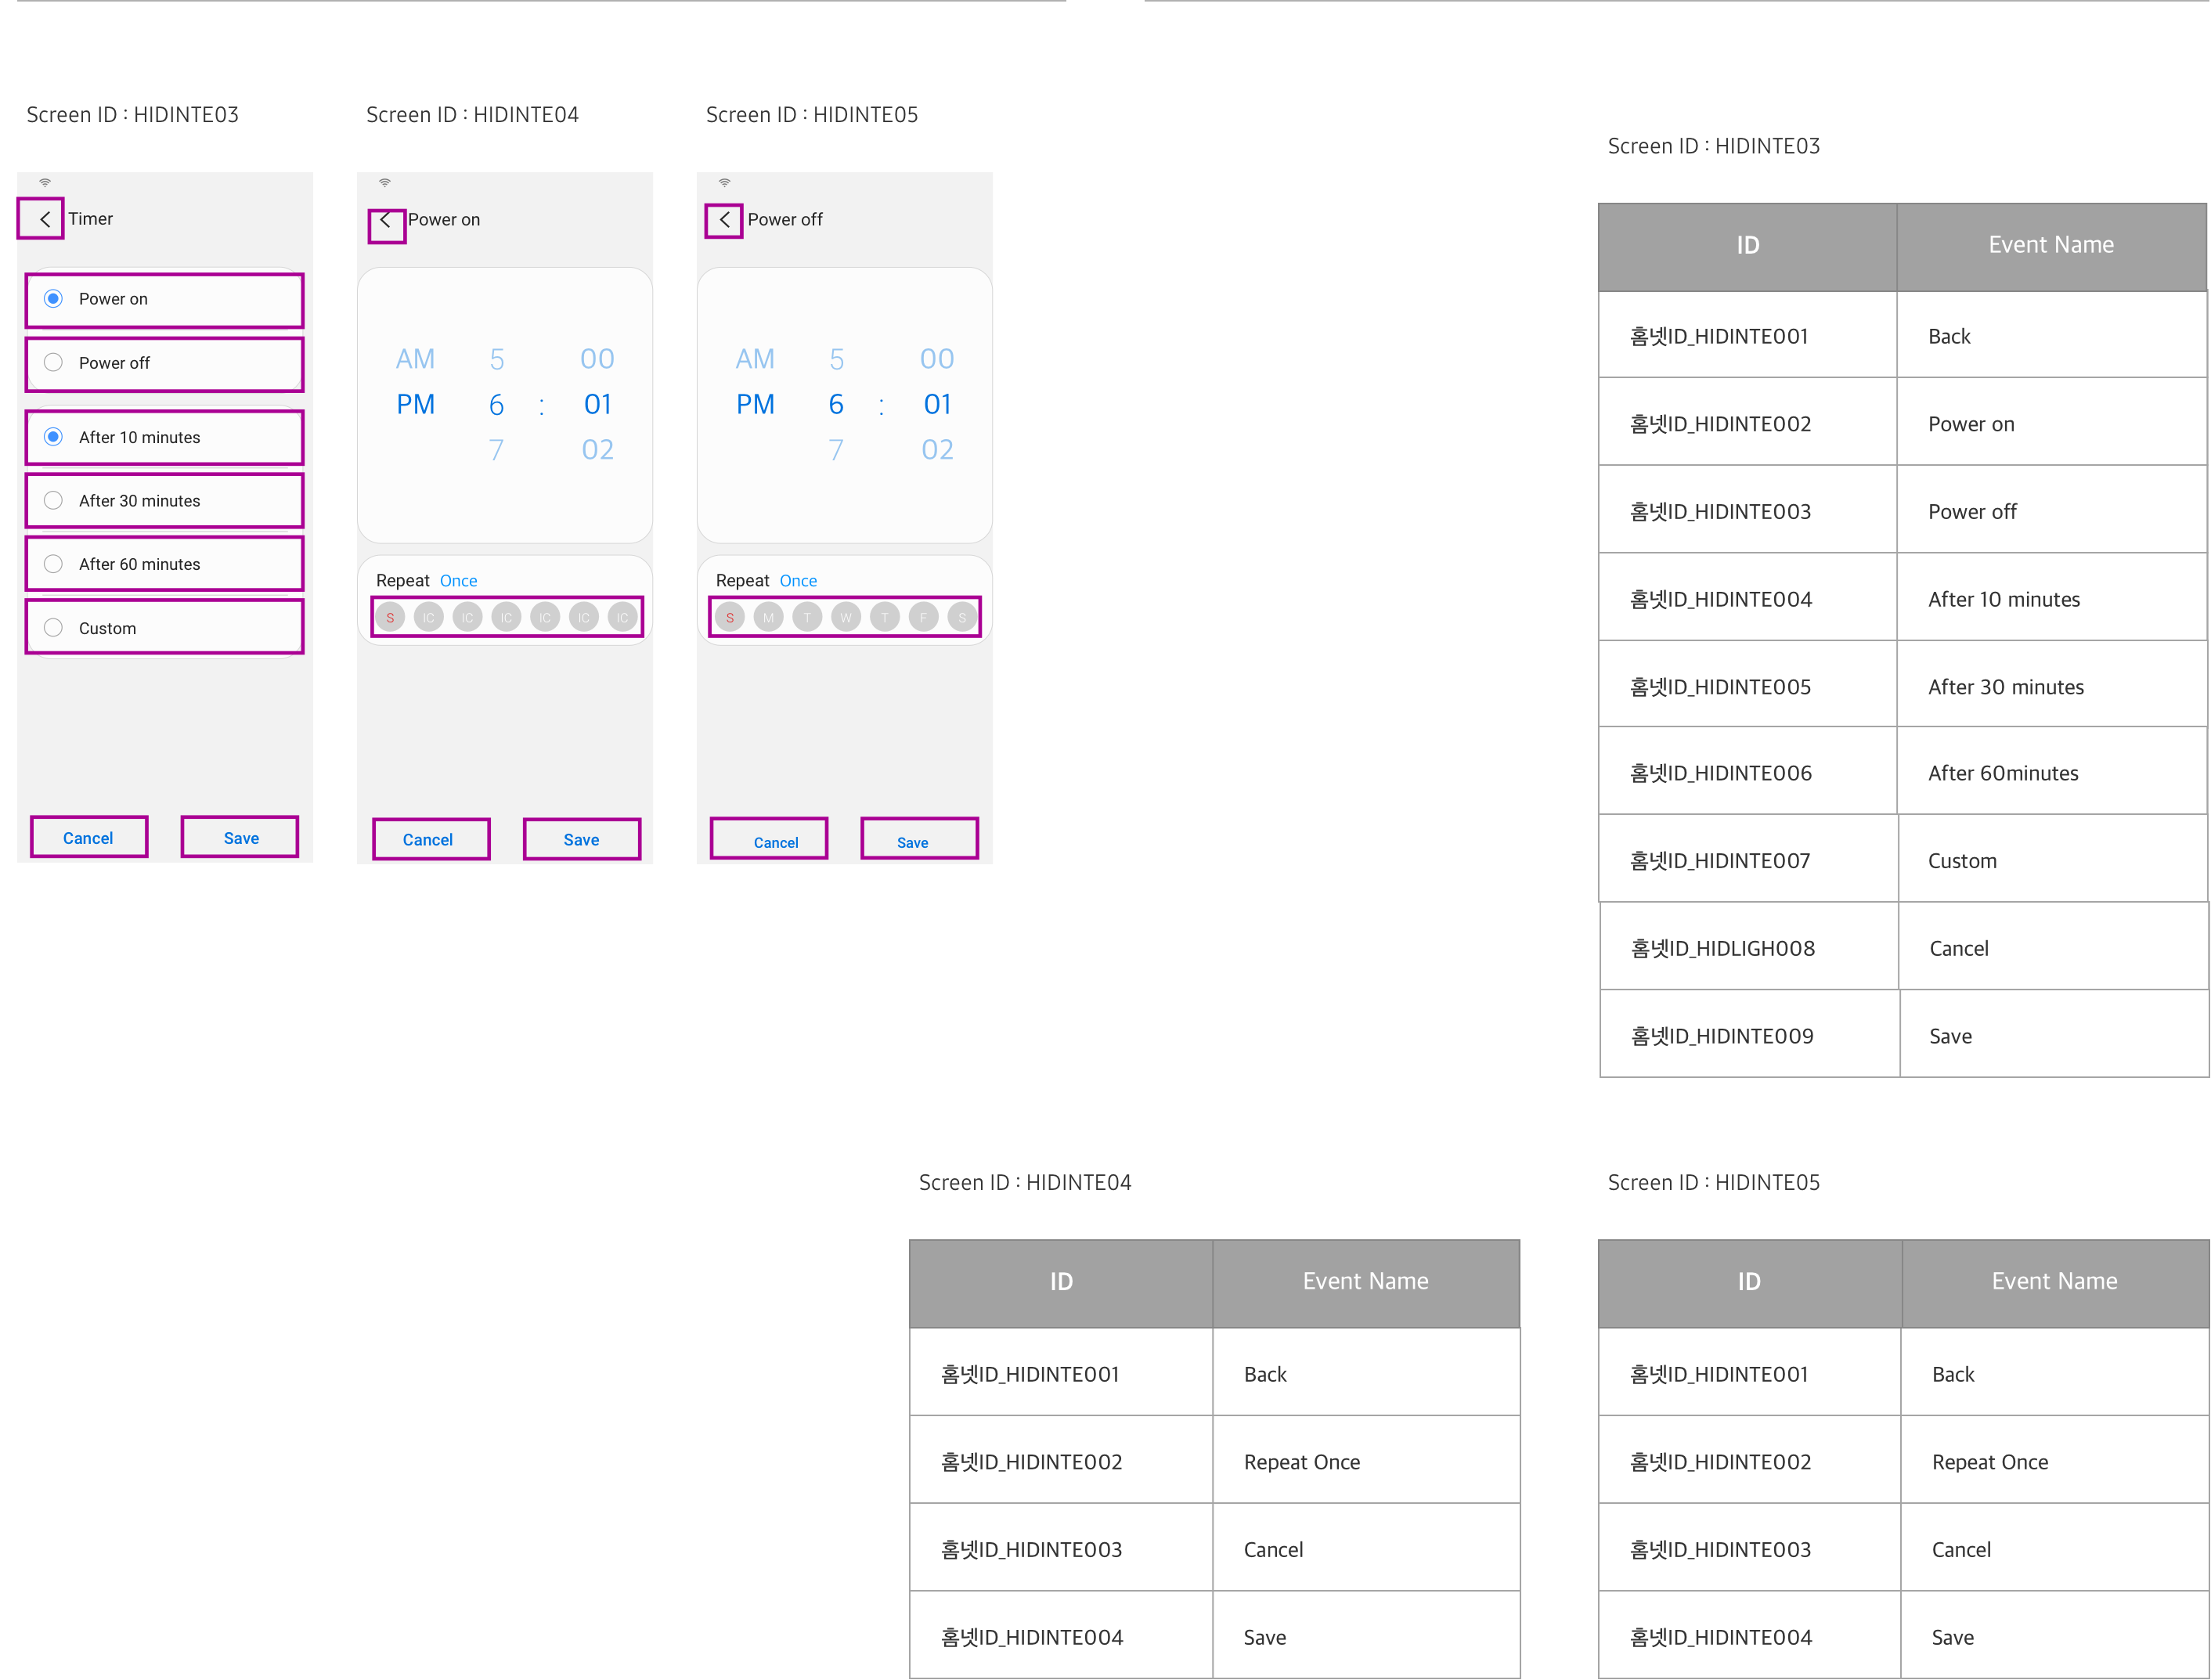 Screen ID : HIDINTE03
Timer
Power on
Power off
After 10 minutes
After 30 minutes
After 60 minutes
Custom
Cancel Save
Screen ID : HIDINTE04
Power on
AM 5 00
PM 6 : 01
7 02
Repeat Once
S IC IC IC IC IC IC
Cancel Save
Screen ID : HIDINTE05
Power off
AM 5 00
PM 6 : 01
7 02
Repeat Once
S M T W T F S
Cancel Save
Screen ID : HIDINTE03
ID Event Name
홈넷ID_HIDINTE001 Back
홈넷ID_HIDINTE002 Power on
홈넷ID_HIDINTE003 Power off
홈넷ID_HIDINTE004 After 10 minutes
홈넷ID_HIDINTE005 After 30 minutes
홈넷ID_HIDINTE006 After 60minutes
홈넷ID_HIDINTE007 Custom
홈넷ID_HIDLIGH008 Cancel
홈넷ID_HIDINTE009 Save
Screen ID : HIDINTE04
ID Event Name
홈넷ID_HIDINTE001 Back
홈넷ID_HIDINTE002 Repeat Once
홈넷ID_HIDINTE003 Cancel
홈넷ID_HIDINTE004 Save
Screen ID : HIDINTE05
ID Event Name
홈넷ID_HIDINTE001 Back
홈넷ID_HIDINTE002 Repeat Once
홈넷ID_HIDINTE003 Cancel
홈넷ID_HIDINTE004 Save